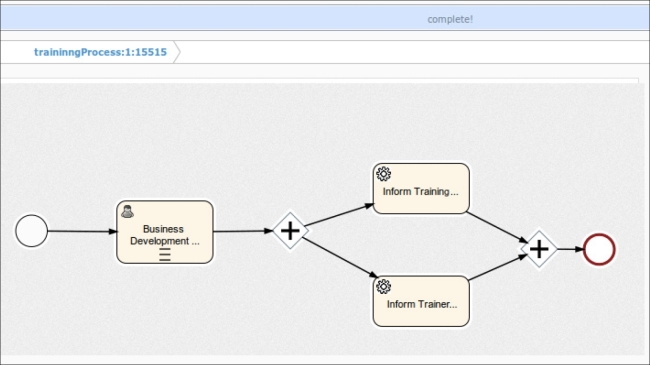 complete!
traininngProcess:1:15515
Business
Development ...
Inform Training...
Inform Trainer...